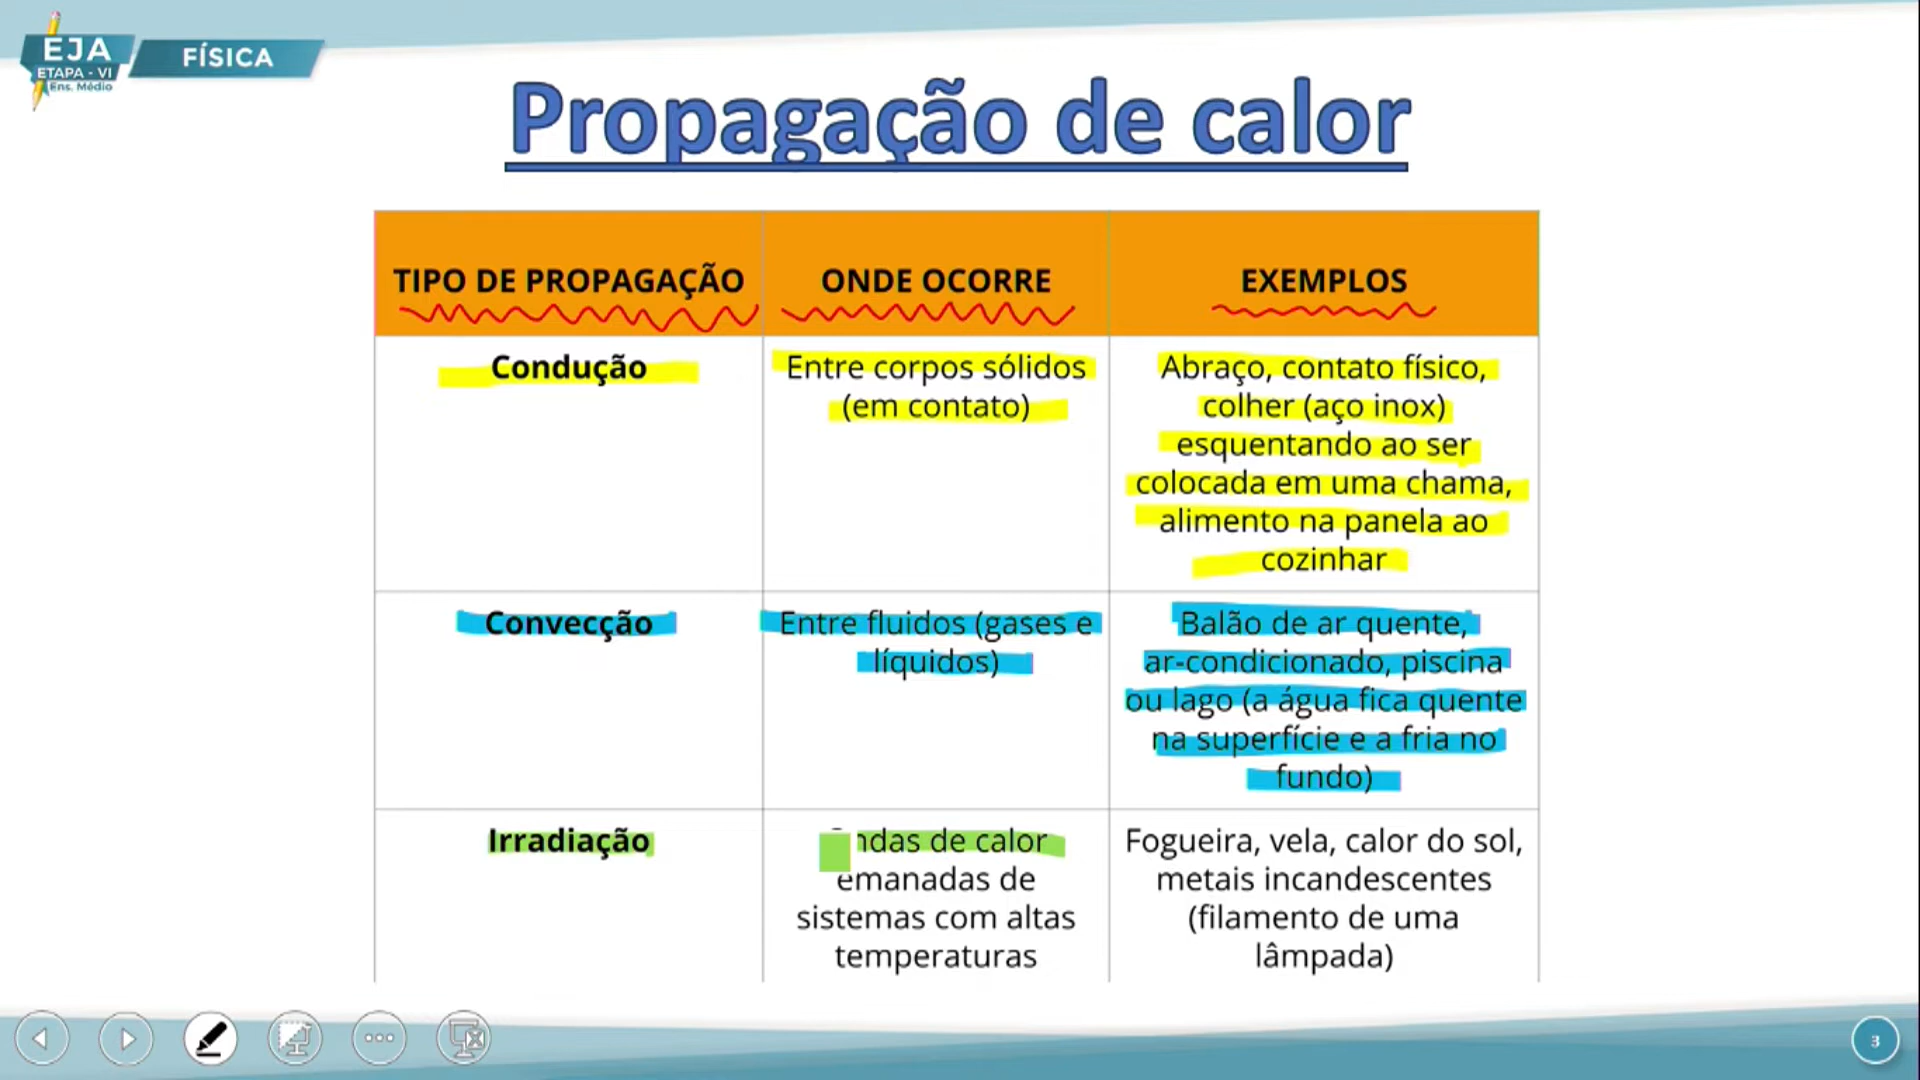 EJA
ETAPA - VI
Ens. Médio
FÍSICA
Propagação de calor
TIPO DE PROPAGAÇÃO
ONDE OCORRE
EXEMPLOS
Condução
Entre corpos sólidos
(em contato)
Abraço, contato físico,
colher (aço inox)
esquentando ao ser
colocada em uma chama,
alimento na panela ao
cozinhar
Convecção
Entre fluidos (gases e
líquidos)
Balão de ar quente,
ar-condicionado, piscina
ou lago (a água fica quente
na superfície e a fria no
fundo)
Irradiação
de calor
emanadas de
sistemas com altas
temperaturas
Fogueira, vela, calor do sol,
metais incandescentes
(filamento de uma
lâmpada)
3